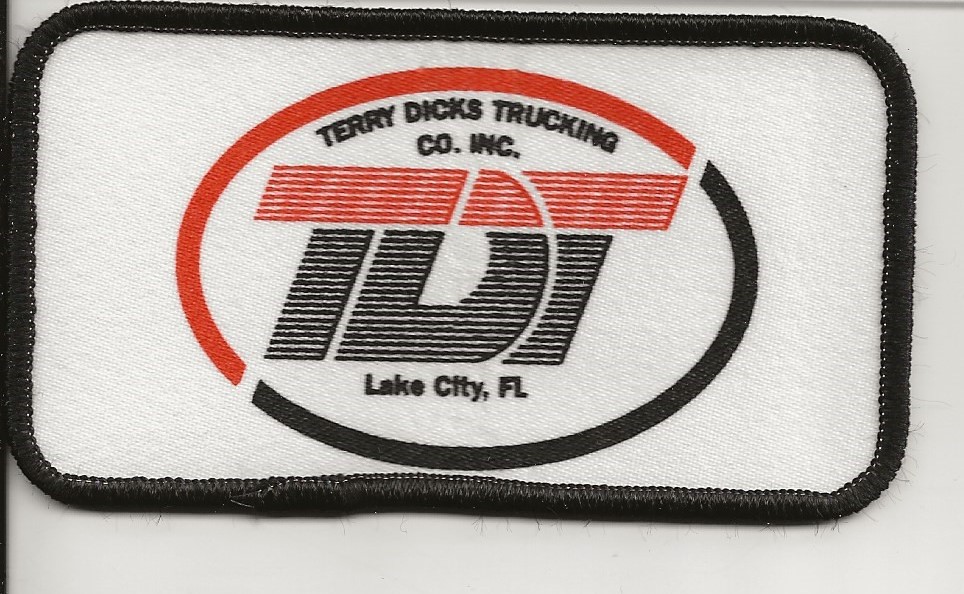 TERRY DICKS TRUCKING
CO. INC.
TDT
Lake City, FL